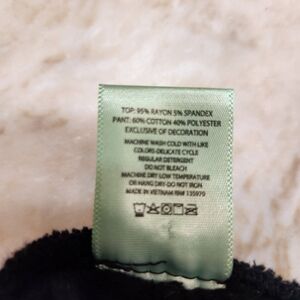 TOP: 95% RAYON 5% SPANDEX
PANT: 60% COTTON 40% POLYESTER
EXCLUSIVE OF DECORATION
MACHINE WASH COLD WITH LIKE
COLORS-DELICATE CYCLE
REGULAR DETERGENT
DO NOT BLEACH
MACHINE DRY LOW TEMPERATURE
OR HANG DRY-DO NOT IRON
MADE IN VIETNAM RN# 135970